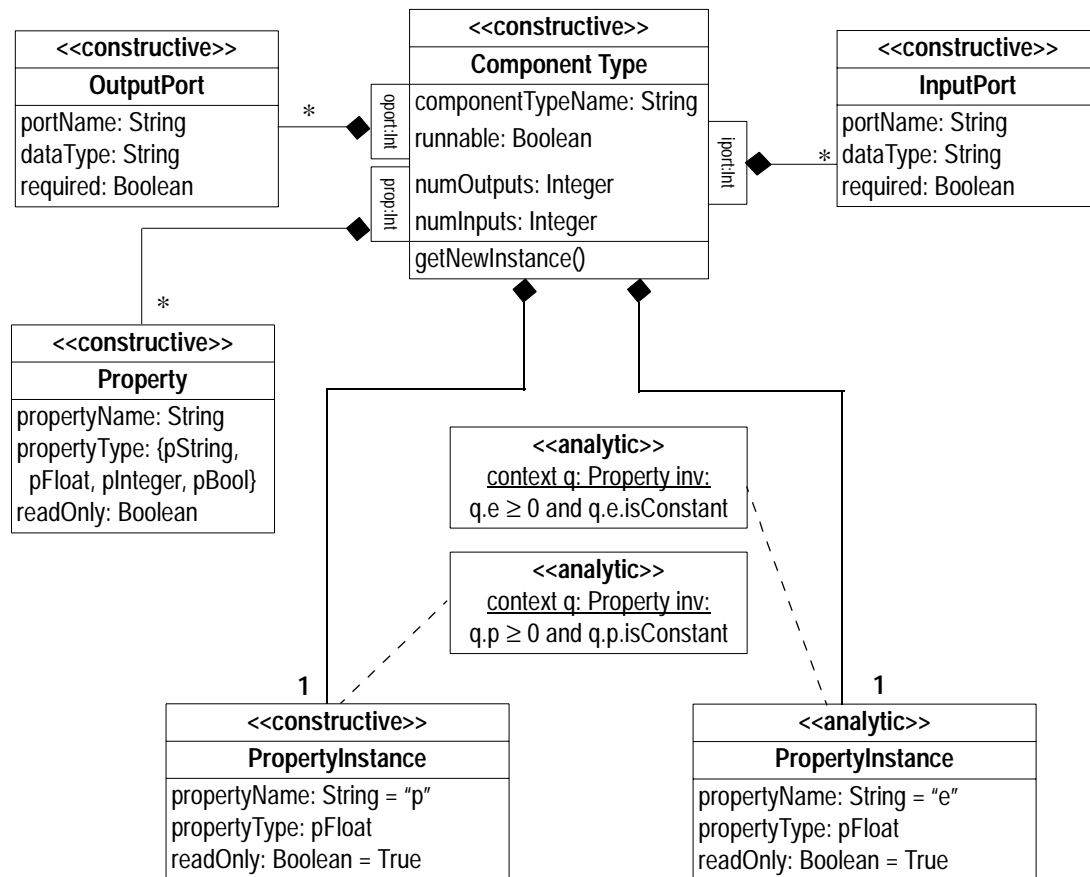 <<constructive>>
OutputPort
portName: String
dataType: String
required: Boolean
*
<<constructive>>
Component Type
componentTypeName: String
runnable: Boolean
numOutputs: Integer
numInputs: Integer
getNewInstance()
oport:Int
prop:Int
iport:Int
*
<<constructive>>
InputPort
portName: String
dataType: String
required: Boolean
*
<<constructive>>
Property
propertyName: String
propertyType: {pString,
pFloat, pInteger, pBool}
readOnly: Boolean
<<analytic>>
context q: Property inv:
q.e ≥ 0 and q.e.isConstant
<<analytic>>
context q: Property inv:
q.p ≥ 0 and q.p.isConstant
1
<<constructive>>
PropertyInstance
propertyName: String = “p”
propertyType: pFloat
readOnly: Boolean = True
1
<<analytic>>
PropertyInstance
propertyName: String = “e”
propertyType: pFloat
readOnly: Boolean = True